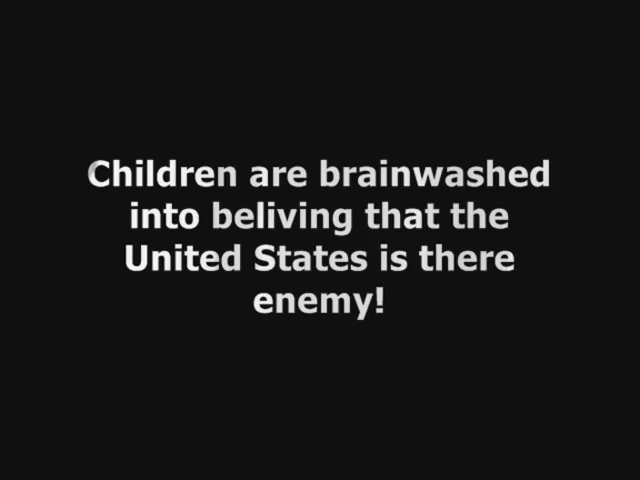 Children are brainwashed
into beliving that the
United States is there
enemy!